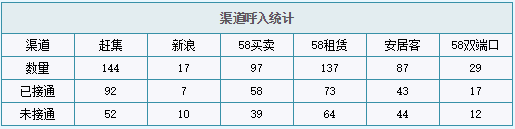 渠道呼入统计
渠道 赶集 新浪 58买卖 58租赁 安居客 58双端口
数量 144 17 97 137 87 29
已接通 92 7 58 73 43 17
未接通 52 10 39 64 44 12